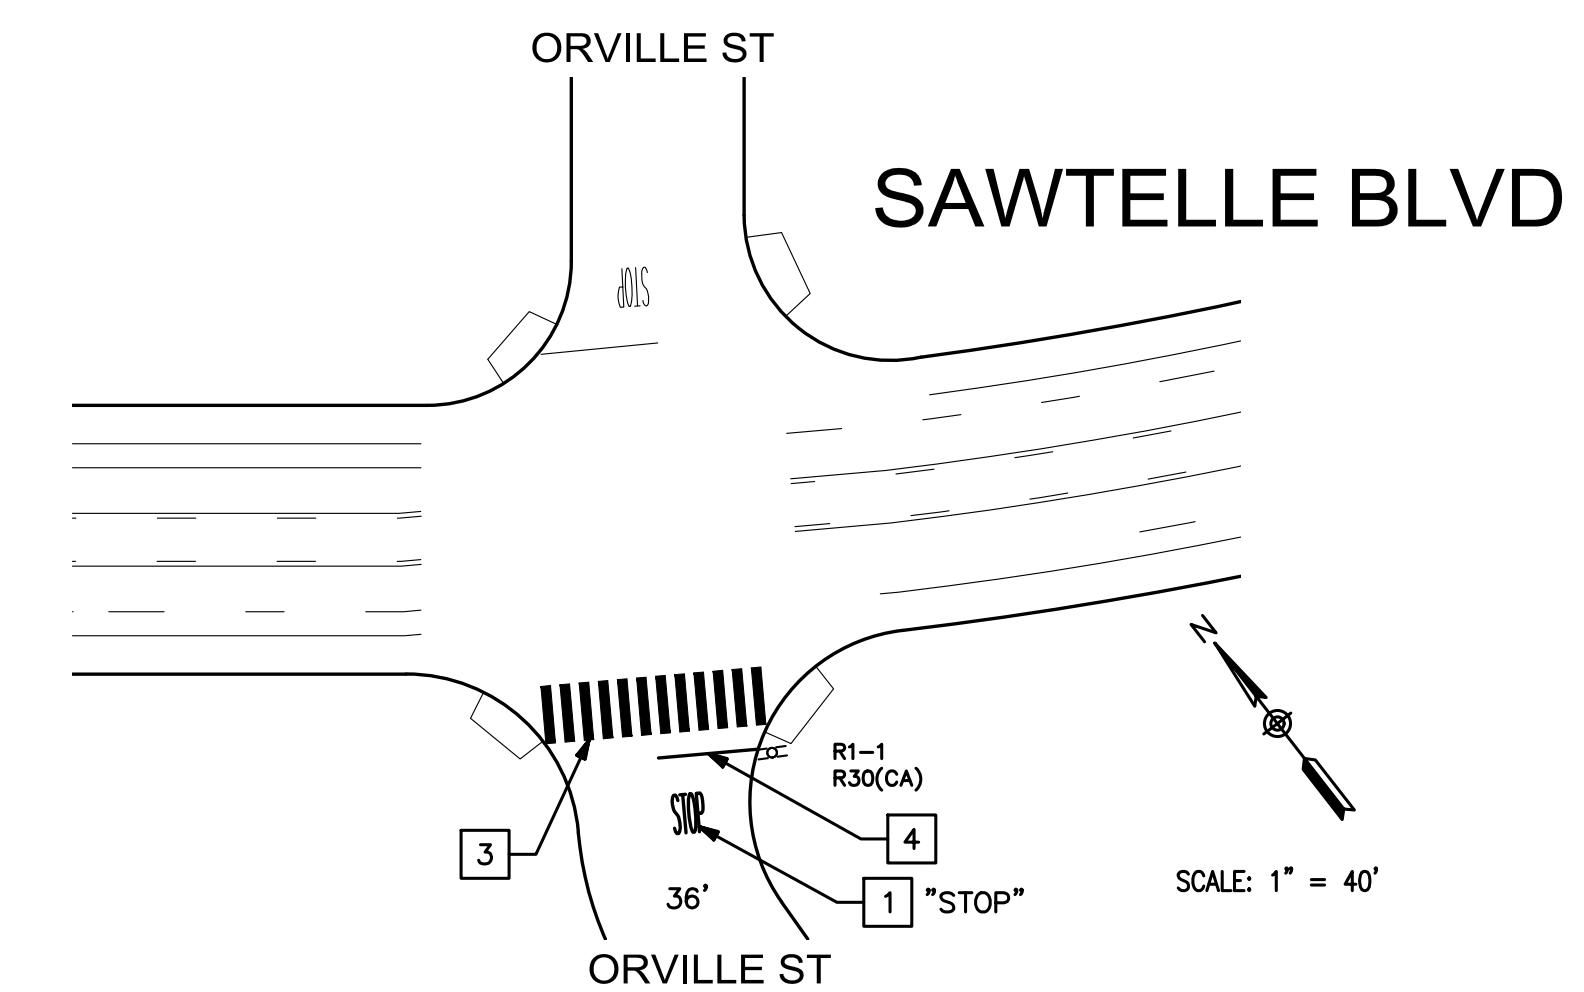 ORVILLE ST
SAWTELLE BLVD
STOP
N
R1-1
R30(CA)
STOP
4
3
1 "STOP"
36'
SCALE: 1" = 40'
ORVILLE ST